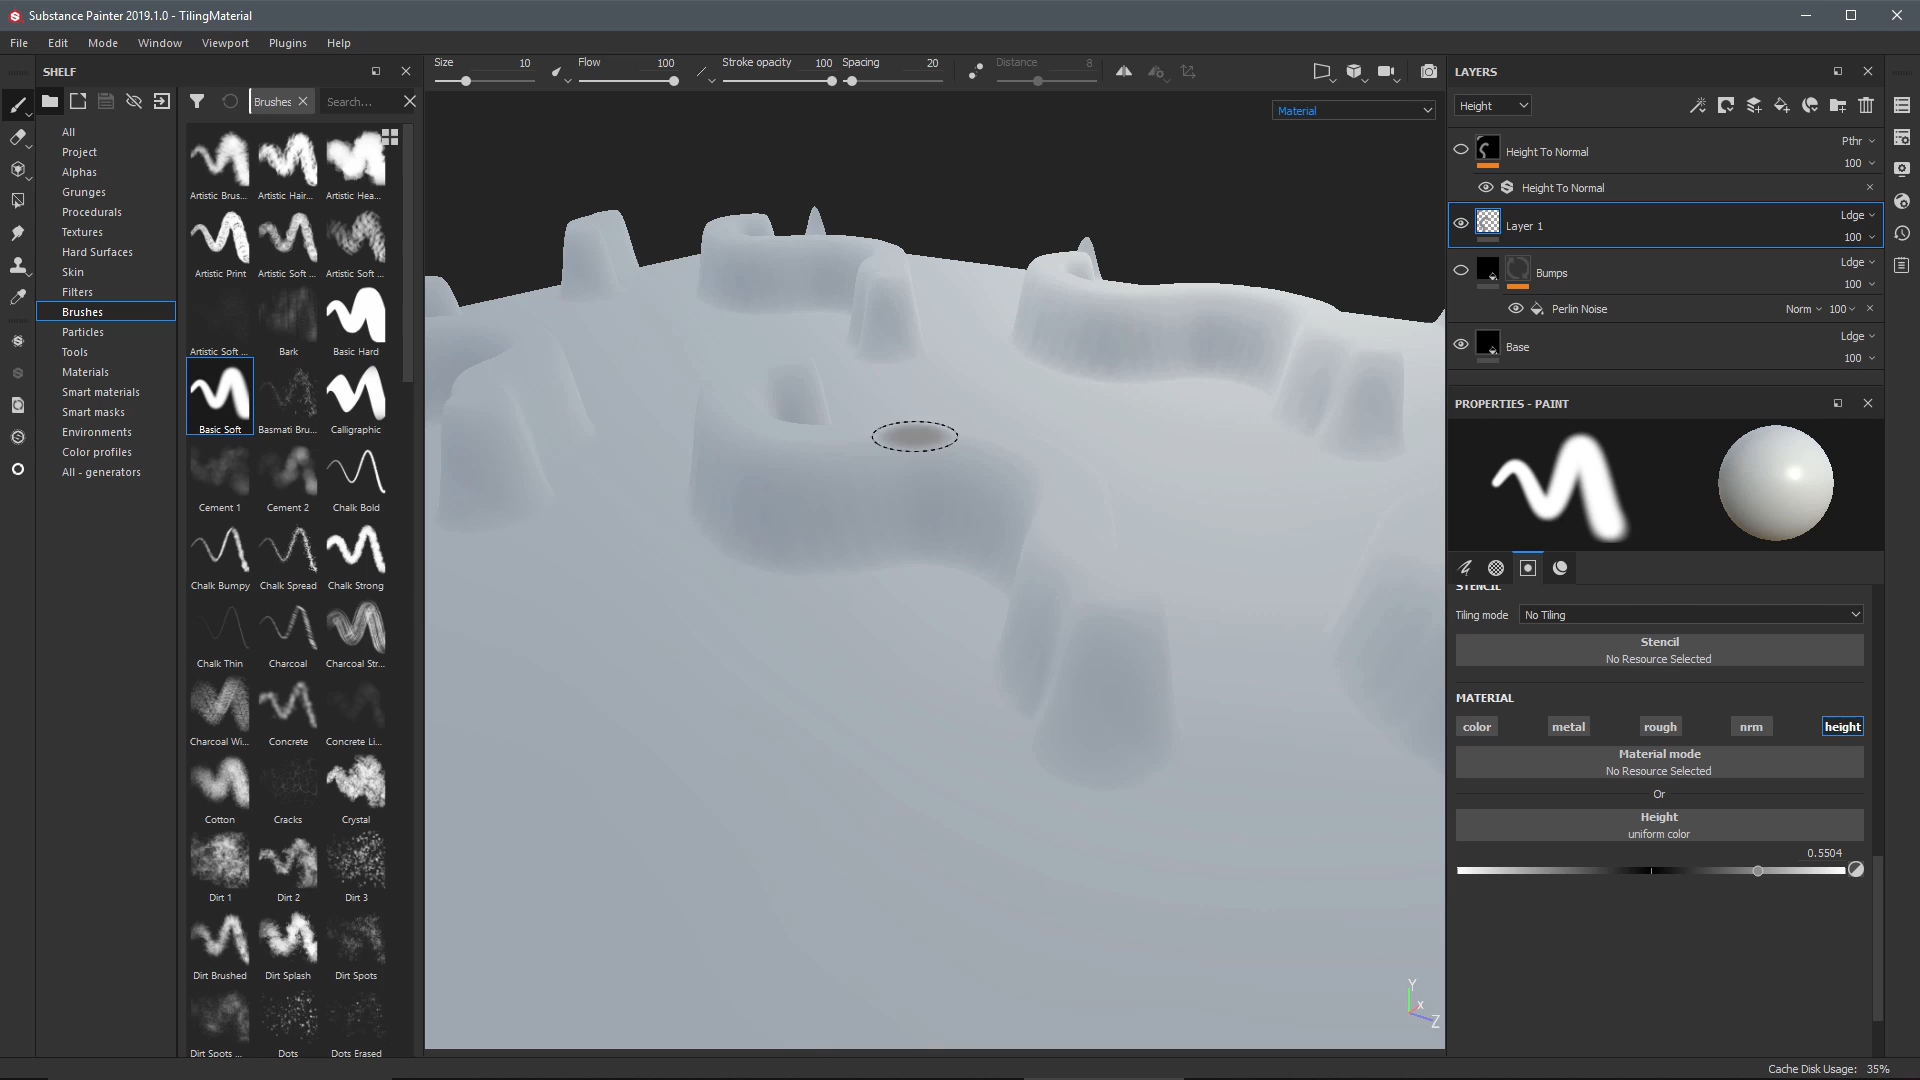 Substance Painter 2019.1.0 - TilingMaterial
File Edit Mode Window Viewport Plugins Help
SHELF
Brushes
Search...
All
Project
Alphas
Grunges
Procedurals
Textures
Hard Surfaces
Skin
Filters
Brushes
Particles
Tools
Materials
Smart materials
Smart masks
Environments
Color profiles
All - generators
Artistic Brus... Artistic Hair... Artistic Hea...
Artistic Print Artistic Soft ... Artistic Soft ...
Artistic Soft ... Bark Basic Hard
Basic Soft Basmati Bru... Calligraphic
Cement 1 Cement 2 Chalk Bold
Chalk Bumpy Chalk Spread Chalk Strong
Chalk Thin Charcoal Charcoal Str...
Charcoal Wi... Concrete Concrete Li...
Cotton Cracks Crystal
Dirt 1 Dirt 2 Dirt 3
Dirt Brushed Dirt Splash Dirt Spots
Dirt Spots ... Dots Dots Erased
Size 10 Flow 100 Stroke opacity 100 Spacing 20 Distance 8
Material
Y
X
Z
LAYERS
Height
Height To Normal Pthr 100
Height To Normal
Layer 1 Ldge 100
Bumps Ldge 100
Perlin Noise Norm 100
Base Ldge 100
PROPERTIES - PAINT
STENCIL
Tiling mode No Tiling
Stencil
No Resource Selected
MATERIAL
color metal rough nrm height
Material mode
No Resource Selected
Or
Height
uniform color
0.5504
Cache Disk Usage: 35%